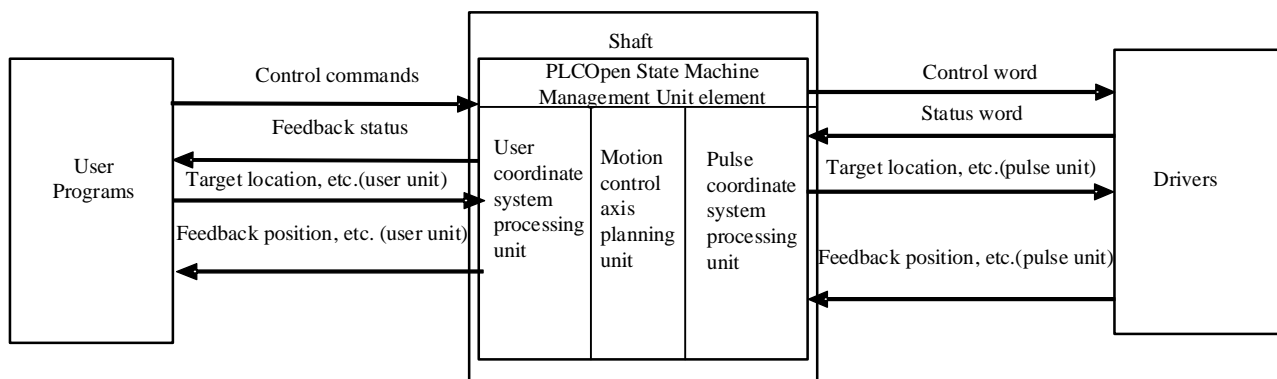 Shaft
PLCOpen State Machine
Management Unit element
User
Programs
Control commands
Feedback status
Target location, etc.(user unit)
Feedback position, etc. (user unit)
User
coordinate
system
processing
unit
Motion
control
axis
planning
unit
Pulse
coordinate
system
processing
unit
Control word
Status word
Target location, etc.(pulse unit)
Feedback position, etc.(pulse unit)
Drivers